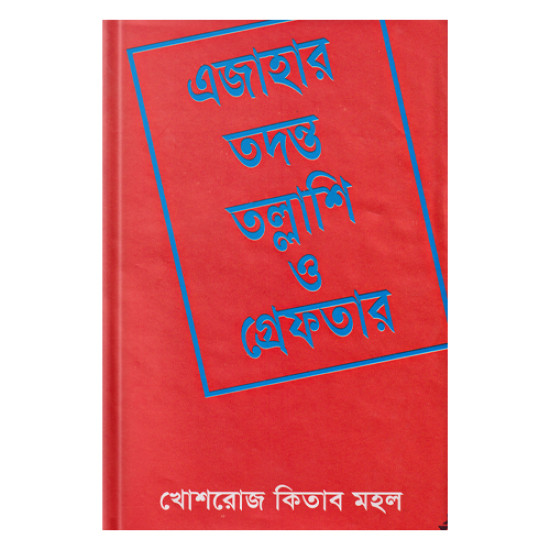 এজাহার
তদন্ত
তল্লাশি
ও
গ্রেফতার
খোশরোজ কিতাব মহল